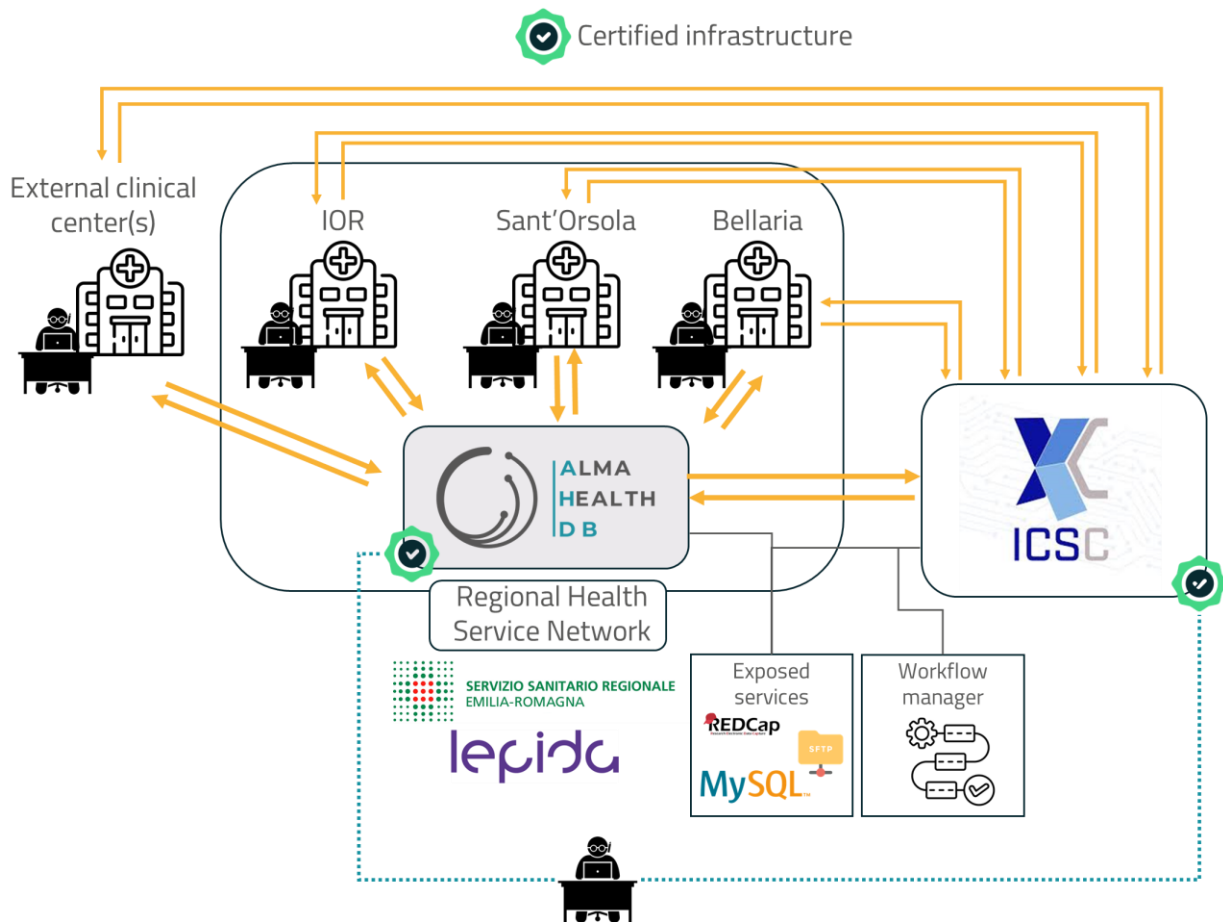 Certified infrastructure
External clinical
center(s)
IOR
Sant'Orsola
Bellaria
ALMA
HEALTH
DB
ICSC
Regional Health
Service Network
SERVIZIO SANITARIO REGIONALE
EMILIA-ROMAGNA
lepida
Exposed
services
REDCap
SFTP
MySQL
Workflow
manager